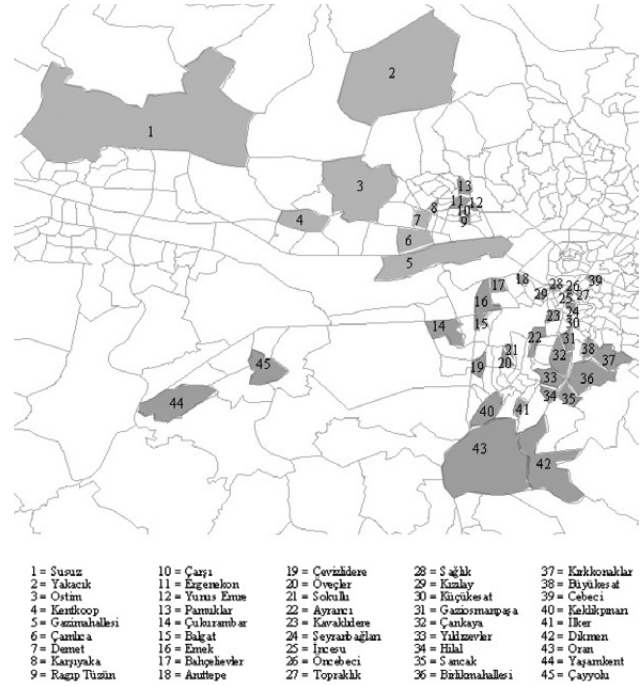 2
1
3
13
11
12
8
10
7
9
4
6
5
18
39
17
28
26
29
27
25
16
24
23
30
14
15
22
31
21
38
32
37
45
19
20
33
36
34
35
44
40
41
43
42
1 = Susuz
2 = Yakacık
3 = Ostim
4 = Kentkoop
5 = Gazimahallesi
6 = Çamlıca
7 = Demet
8 = Karşıyaka
9 = Ragıp Tüzün
10 = Çarşı
11 = Ergenekon
12 = Yunus Emre
13 = Pamuklar
14 = Çukurambar
15 = Balgat
16 = Emek
17 = Bahçelievler
18 = Anıttepe
19 = Cevizlidere
20 = Öveçler
21 = Sokullu
22 = Ayrancı
23 = Kavaklıdere
24 = Seyranbağları
25 = İncesu
26 = Öncebeci
27 = Topraklık
28 = Sağlık
29 = Kızılay
30 = Küçükesat
31 = Gaziosmanpaşa
32 = Çankaya
33 = Yıldızevler
34 = Hilal
35 = Sancak
36 = Birlikmahallesi
37 = Kırkkonaklar
38 = Büyükesat
39 = Cebeci
40 = Keklikpınarı
41 = İlker
42 = Dikmen
43 = Oran
44 = Yaşamkent
45 = Çayyolu